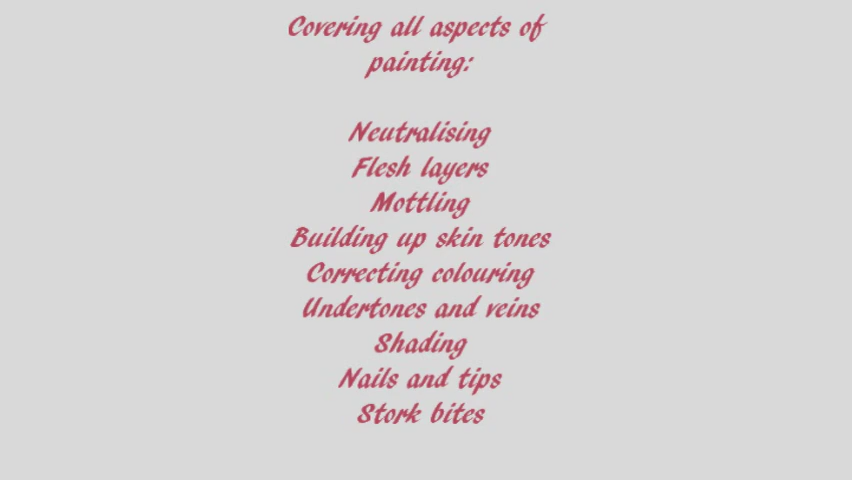 Covering all aspects of
painting:
Neutralising
Flesh layers
Mottling
Building up skin tones
Correcting colouring
Undertones and veins
Shading
Nails and tips
Stork bites